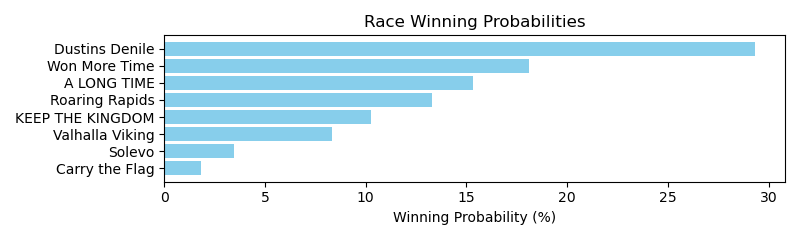 Race Winning Probabilities
Dustins Denile
Won More Time
A LONG TIME
Roaring Rapids
KEEP THE KINGDOM
Valhalla Viking
Solevo
Carry the Flag
0 5 10 15 20 25 30
Winning Probability (%)